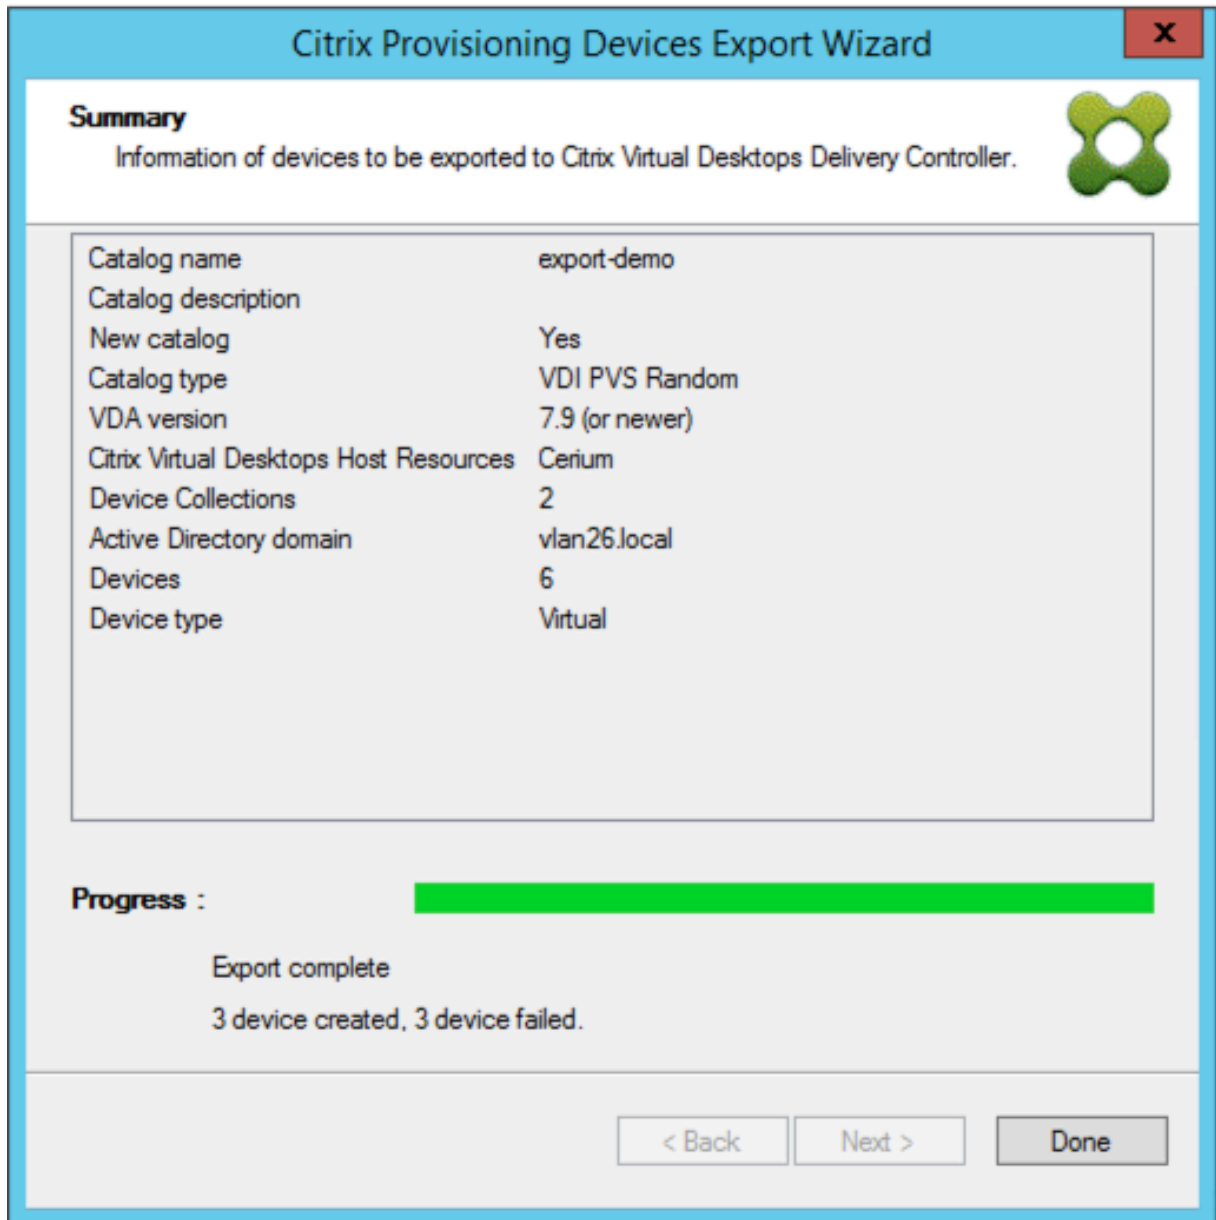 Citrix Provisioning Devices Export Wizard
x
Summary
Information of devices to be exported to Citrix Virtual Desktops Delivery Controller.
Catalog name export-demo
Catalog description
New catalog Yes
Catalog type VDI PVS Random
VDA version 7.9 (or newer)
Citrix Virtual Desktops Host Resources Cerium
Device Collections 2
Active Directory domain vlan26.local
Devices 6
Device type Virtual
Progress :
Export complete
3 device created, 3 device failed.
< Back Next > Done